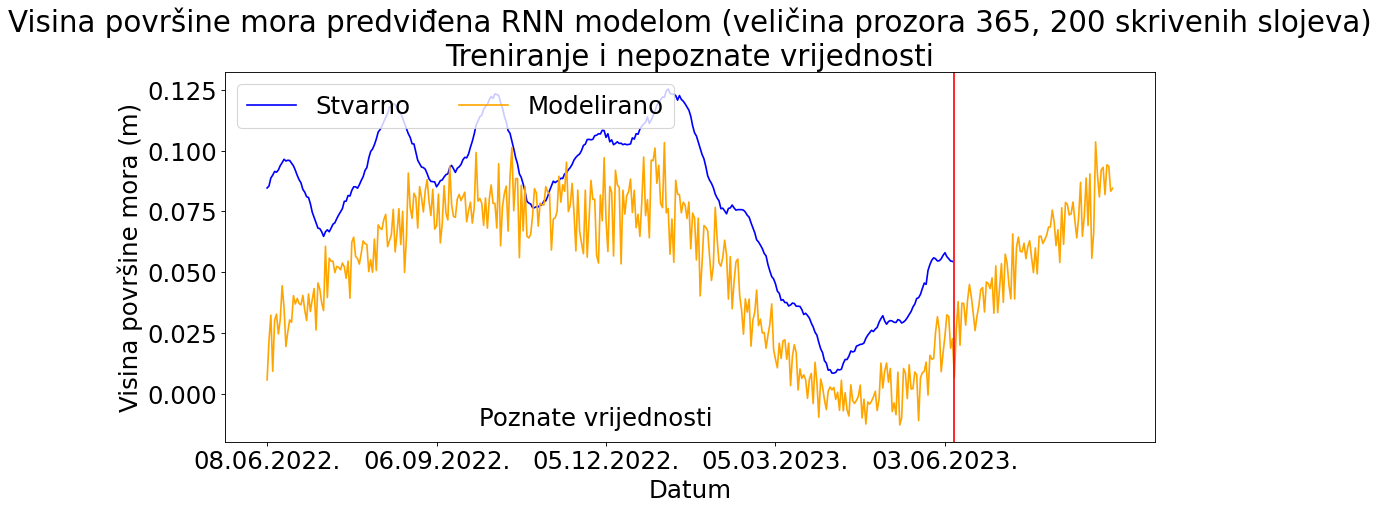 Visina površine mora predviđena RNN modelom (veličina prozora 365, 200 skrivenih slojeva)
Treniranje i nepoznate vrijednosti
Stvarno
Modelirano
Visina površine mora (m)
0.125
0.100
0.075
0.050
0.025
0.000
Poznate vrijednosti
08.06.2022.
06.09.2022.
05.12.2022.
05.03.2023.
03.06.2023.
Datum